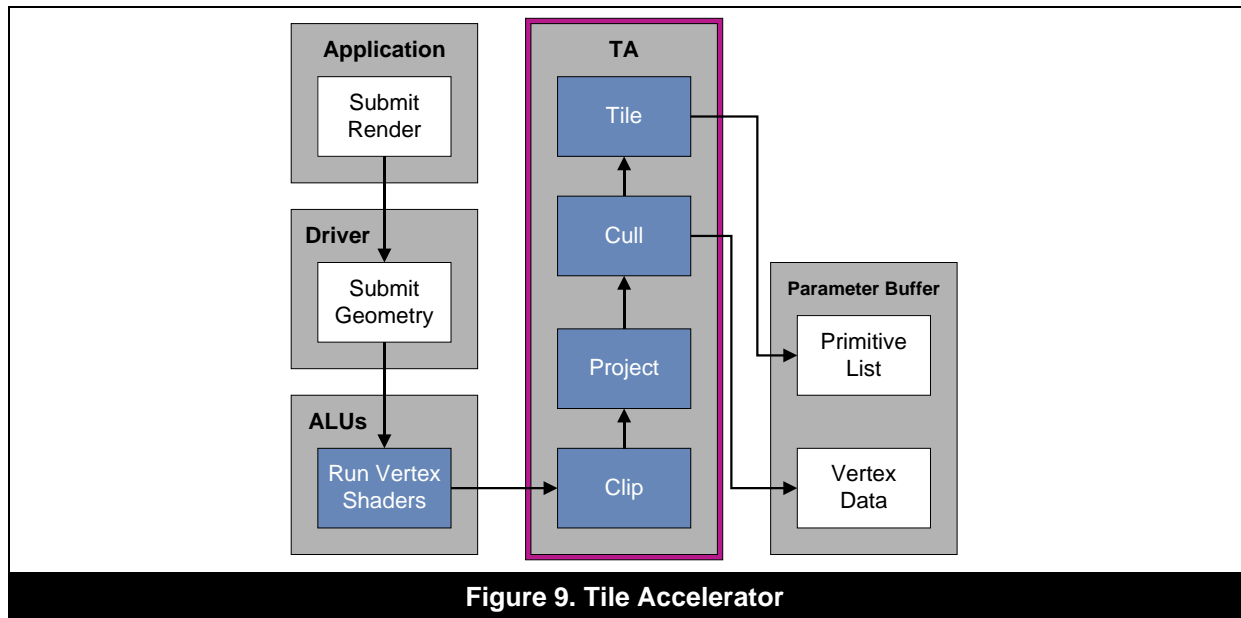 Application
Submit
Render
Driver
Submit
Geometry
ALUs
Run Vertex
Shaders
TA
Tile
Cull
Project
Clip
Parameter Buffer
Primitive
List
Vertex
Data
Figure 9. Tile Accelerator